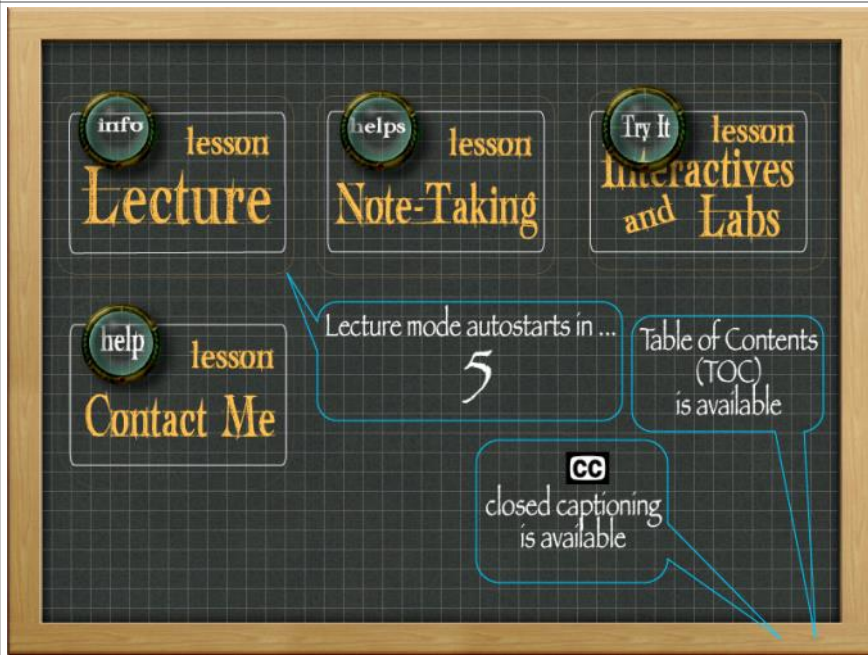 info
lesson
Lecture
helps
lesson
Note-Taking
Try It
lesson
Interactives
and Labs
help
lesson
Contact Me
Lecture mode autostarts in ...
5
Table of Contents
(TOC)
is available
CC
closed captioning
is available